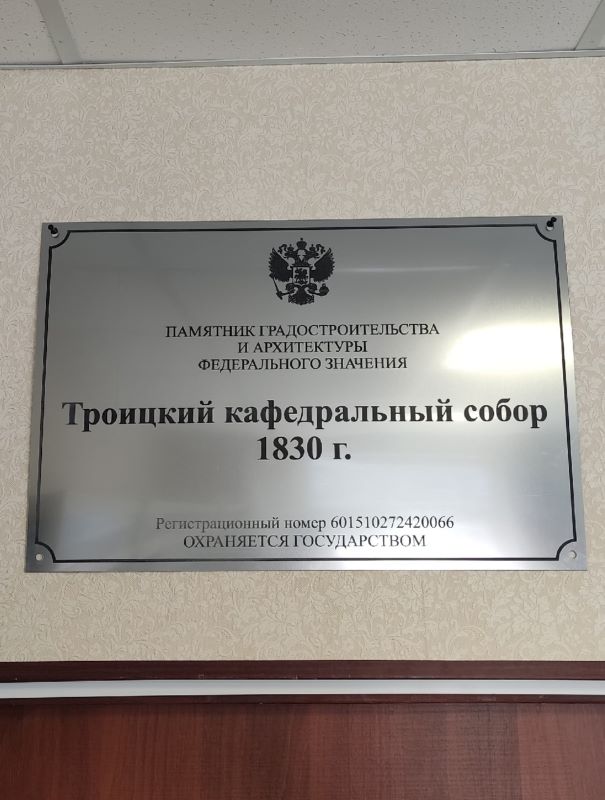 ПАМЯТНИК ГРАДОСТРОИТЕЛЬСТВА
И АРХИТЕКТУРЫ
ФЕДЕРАЛЬНОГО ЗНАЧЕНИЯ
Троицкий кафедральный собор
1830 г.
Регистрационный номер 601510272420066
ОХРАНЯЕТСЯ ГОСУДАРСТВОМ